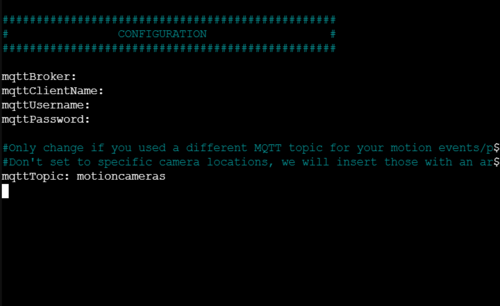 #################################################
# CONFIGURATION #
#################################################
mqttBroker:
mqttClientName:
mqttUsername:
mqttPassword:
#Only change if you used a different MQTT topic for your motion events/p$
#Don't set to specific camera locations, we will insert those with an ar$
mqttTopic: motioncameras